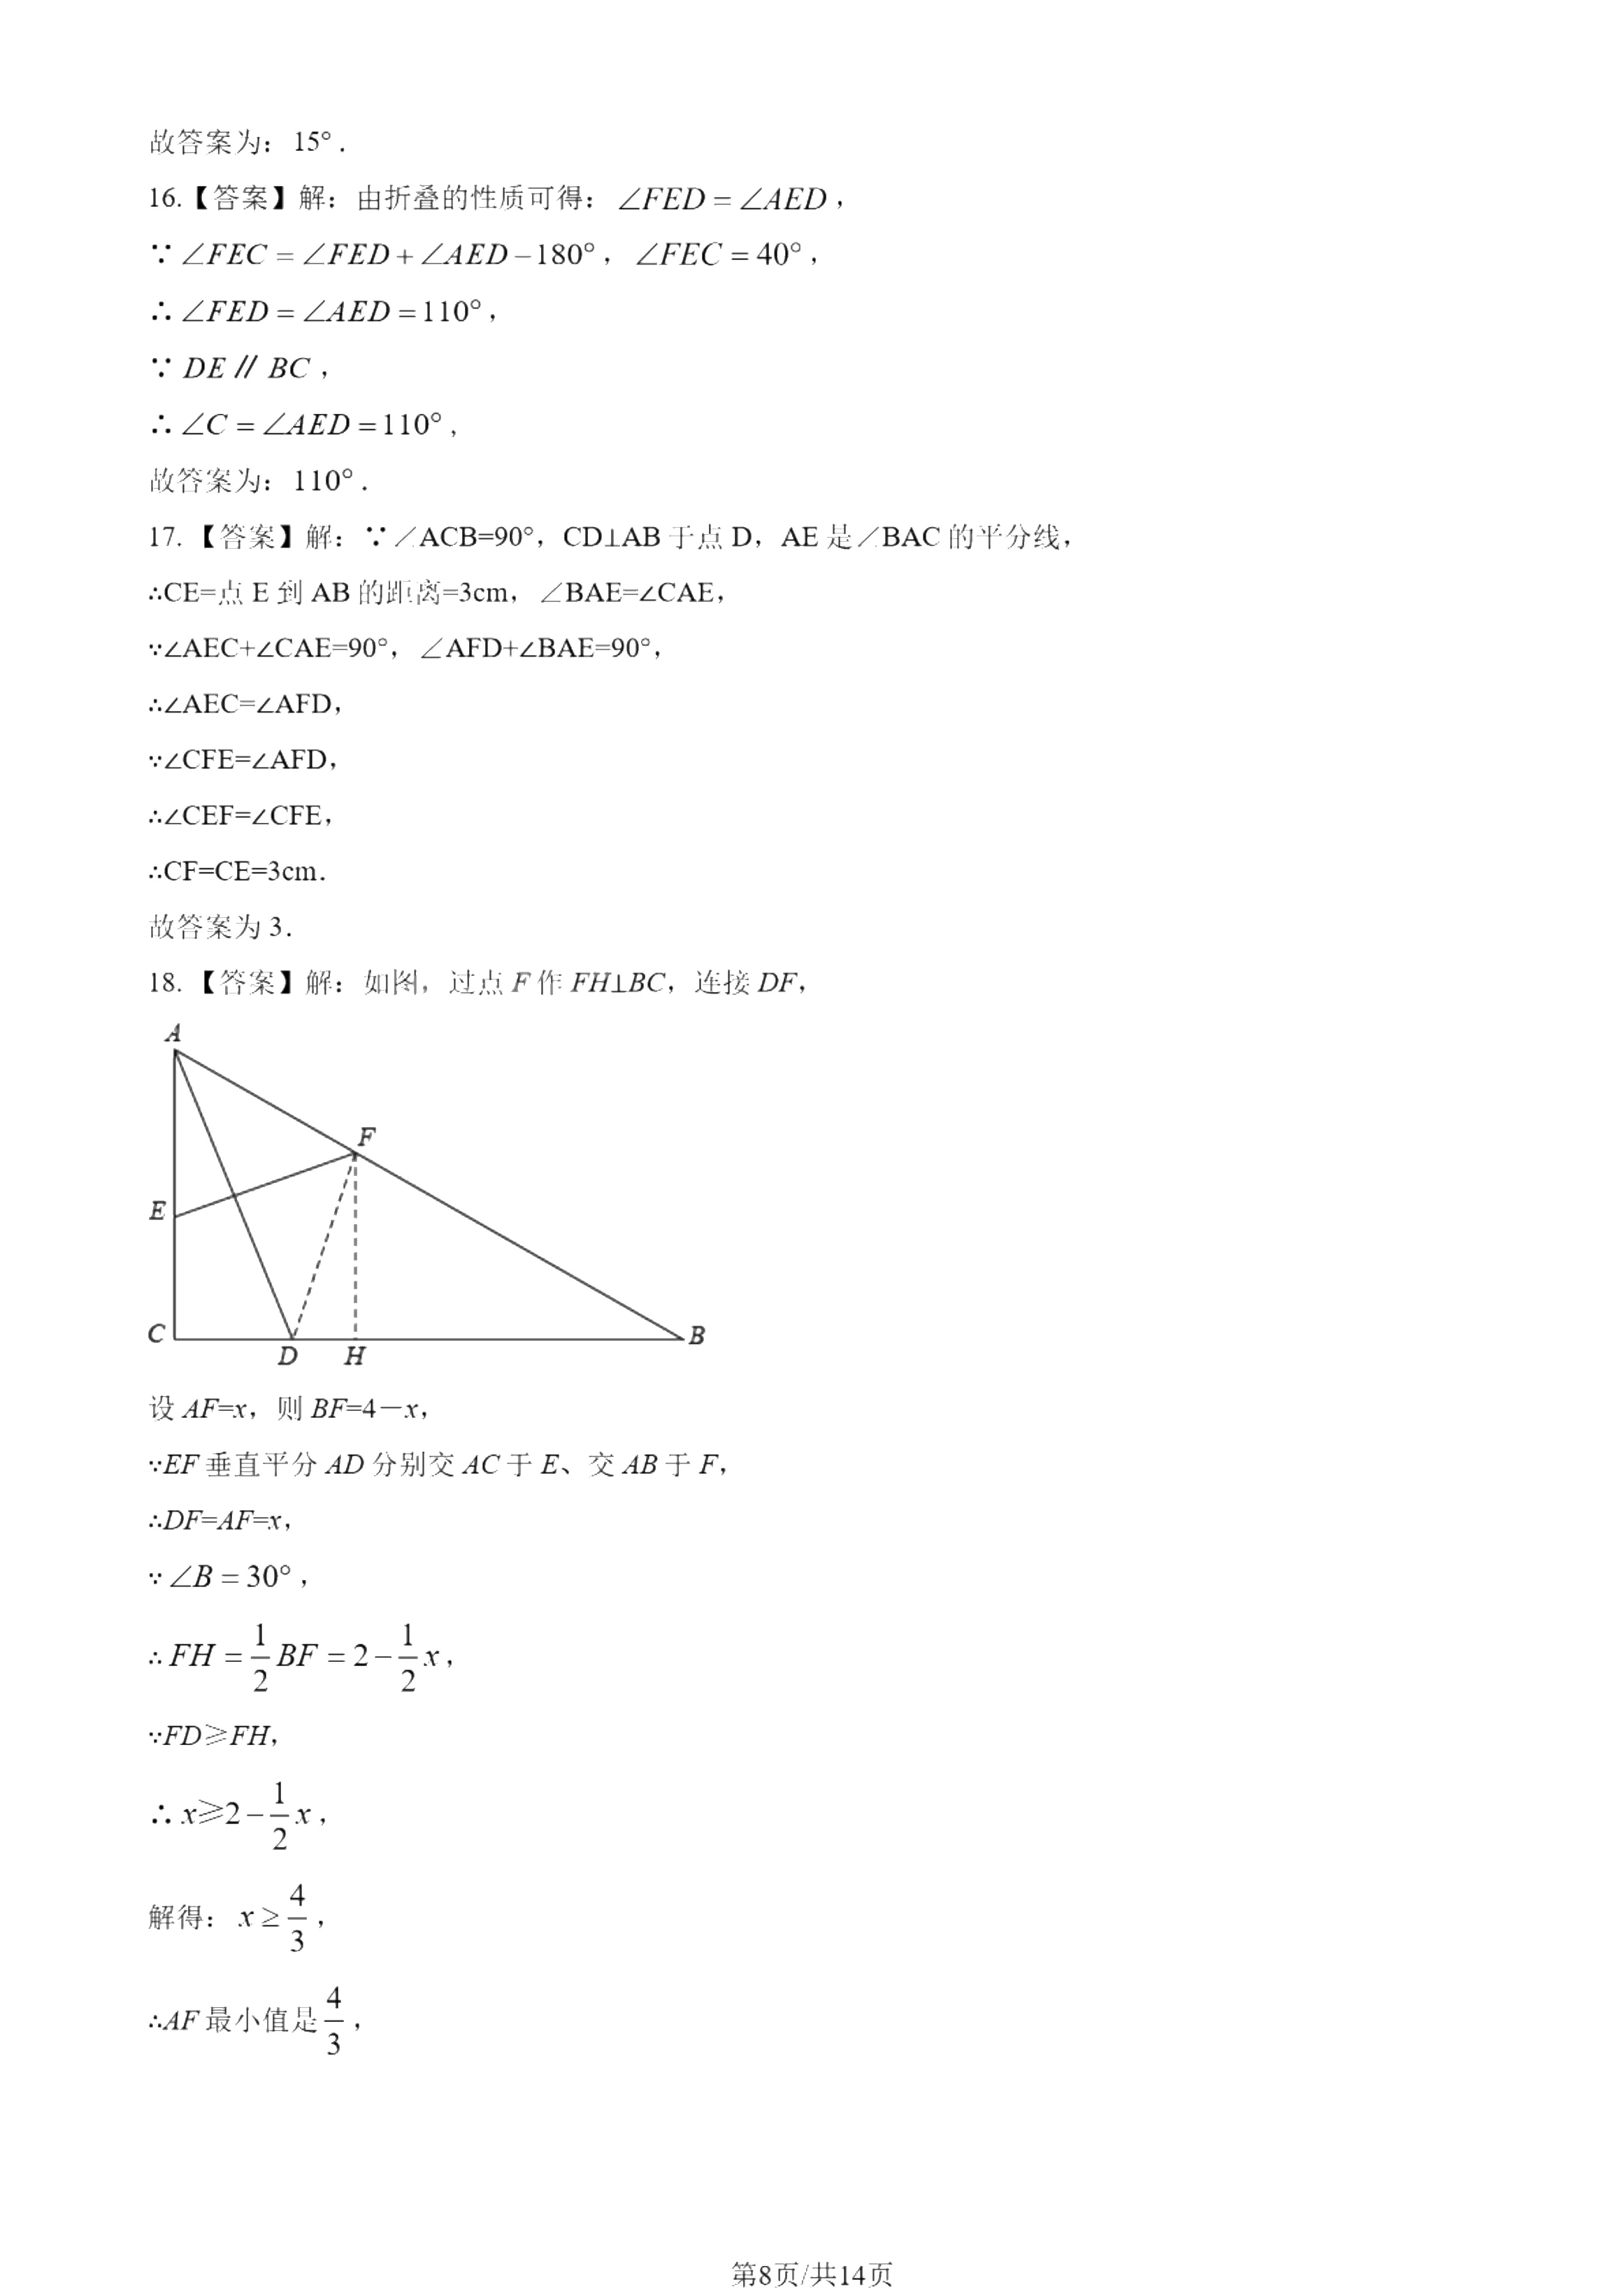 故答案为：15°．
16.【答案】解：由折叠的性质可得：∠FED = ∠AED，
∵ ∠FEC = ∠FED + ∠AED − 180°，∠FEC = 40°，
∴ ∠FED = ∠AED = 110°，
∵ DE ∥ BC，
∴ ∠C = ∠AED = 110°，
故答案为：110°．
17. 【答案】解：∵∠ACB=90°，CD⊥AB 于点 D，AE 是∠BAC 的平分线，
∴CE=点 E 到 AB 的距离=3cm，∠BAE=∠CAE，
∵∠AEC+∠CAE=90°，∠AFD+∠BAE=90°，
∴∠AEC=∠AFD，
∵∠CFE=∠AFD，
∴∠CEF=∠CFE，
∴CF=CE=3cm．
故答案为 3．
18. 【答案】解：如图，过点 F 作 FH⊥BC，连接 DF，
A
F
E
C
B
D H
设 AF=x，则 BF=4－x，
∵EF 垂直平分 AD 分别交 AC 于 E、交 AB 于 F，
∴DF=AF=x，
∵ ∠B = 30°，
∴ FH = 1/2 BF = 2 − 1/2 x，
∵FD≥FH，
∴ x≥2 − 1/2 x，
解得：x ≥ 4/3，
∴AF 最小值是 4/3，
第8页/共14页